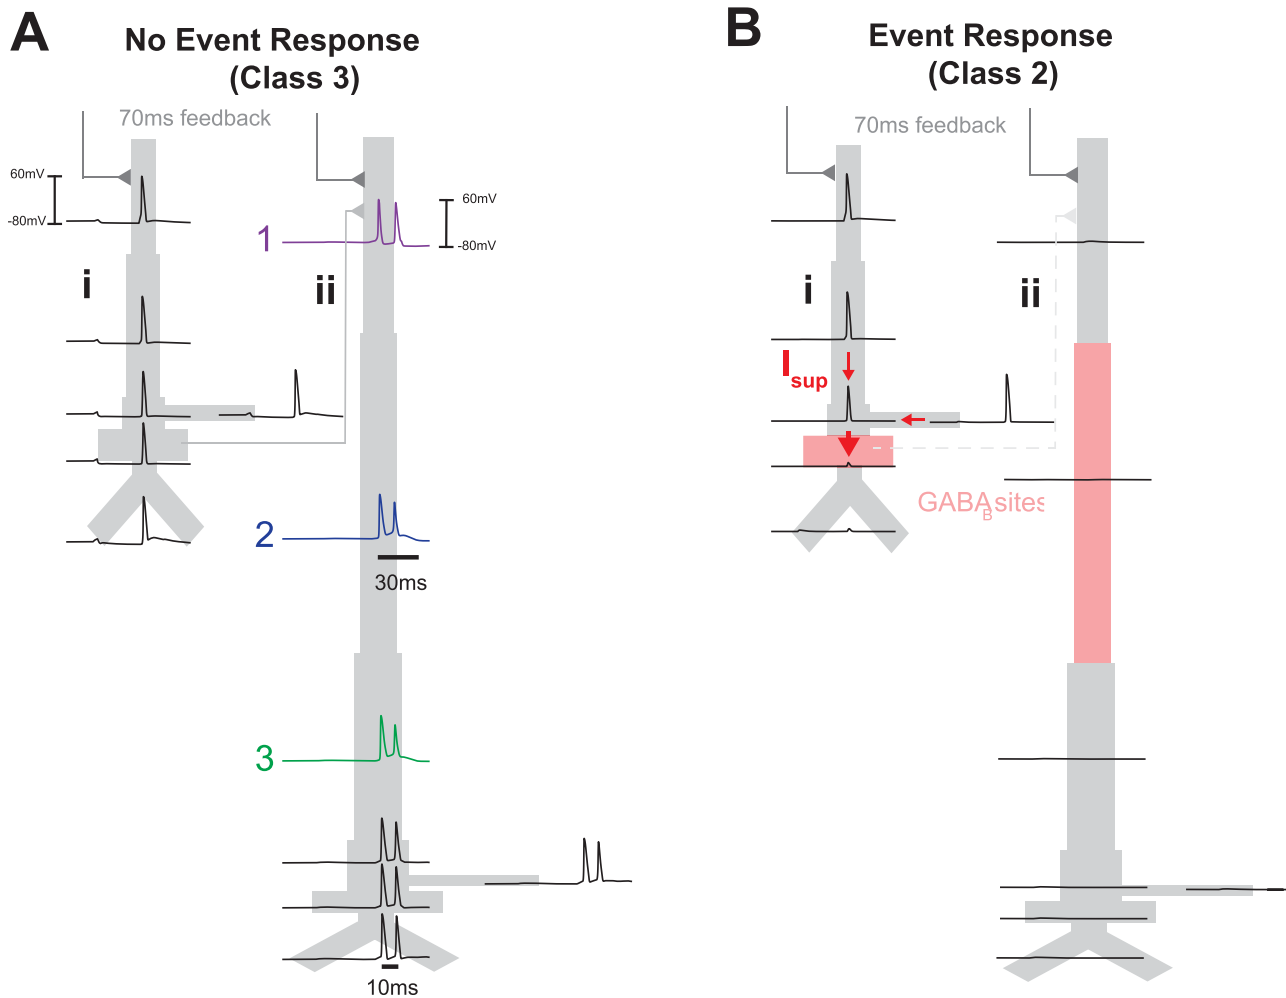 A
No Event Response
(Class 3)
70ms feedback
60mV
-80mV
i
ii
1
60mV
-80mV
2
30ms
3
10ms
B
Event Response
(Class 2)
70ms feedback
i
ii
Isup
GABAB sites